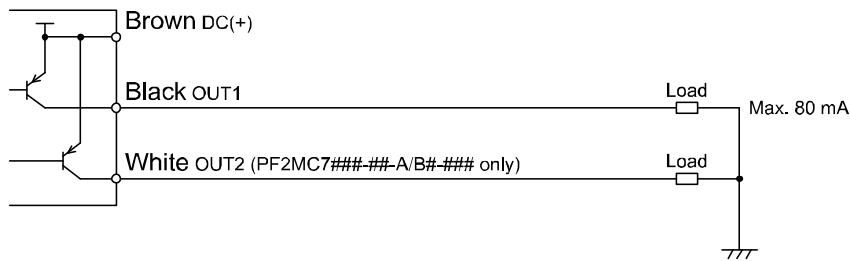 Brown DC(+)
Black OUT1
Load
Max. 80 mA
White OUT2 (PF2MC7###-##-A/B#-### only)
Load